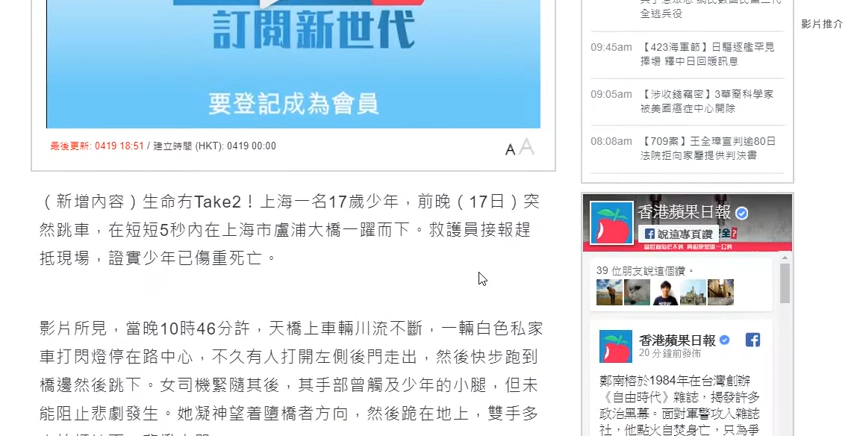 訂閱新世代
要登記成為會員
最後更新: 0419 18:51 / 建立時間 (HKT): 0419 00:00
A A
（新增內容）生命冇Take2！上海一名17歲少年，前晚（17日）突
然跳車，在短短5秒內在上海市盧浦大橋一躍而下。救護員接報趕
抵現場，證實少年已傷重死亡。
影片所見，當晚10時46分許，天橋上車輛川流不斷，一輛白色私家
車打閃燈停在路中心，不久有人打開左側後門走出，然後快步跑到
橋邊然後跳下。女司機緊隨其後，其手部曾觸及少年的小腿，但未
能阻止悲劇發生。她凝神望着墮橋者方向，然後跪在地上，雙手多
全逃兵役
09:45am 【423海軍節】日驅逐艦罕見
捧場 釋中日回暖訊息
09:05am 【涉收錢竊密】3華裔科學家
被美國癌症中心開除
08:08am 【709案】王全璋宣判逾80日
法院拒向家屬提供判決書
影片推介
香港蘋果日報
說這專頁讚
39 位朋友說這個讚。
香港蘋果日報
20 分鐘前發佈
鄭南榕於1984年在台灣創辦
《自由時代》雜誌，揭發許多
政治黑幕。面對軍警攻入雜誌
社，他點火自焚身亡，只為爭